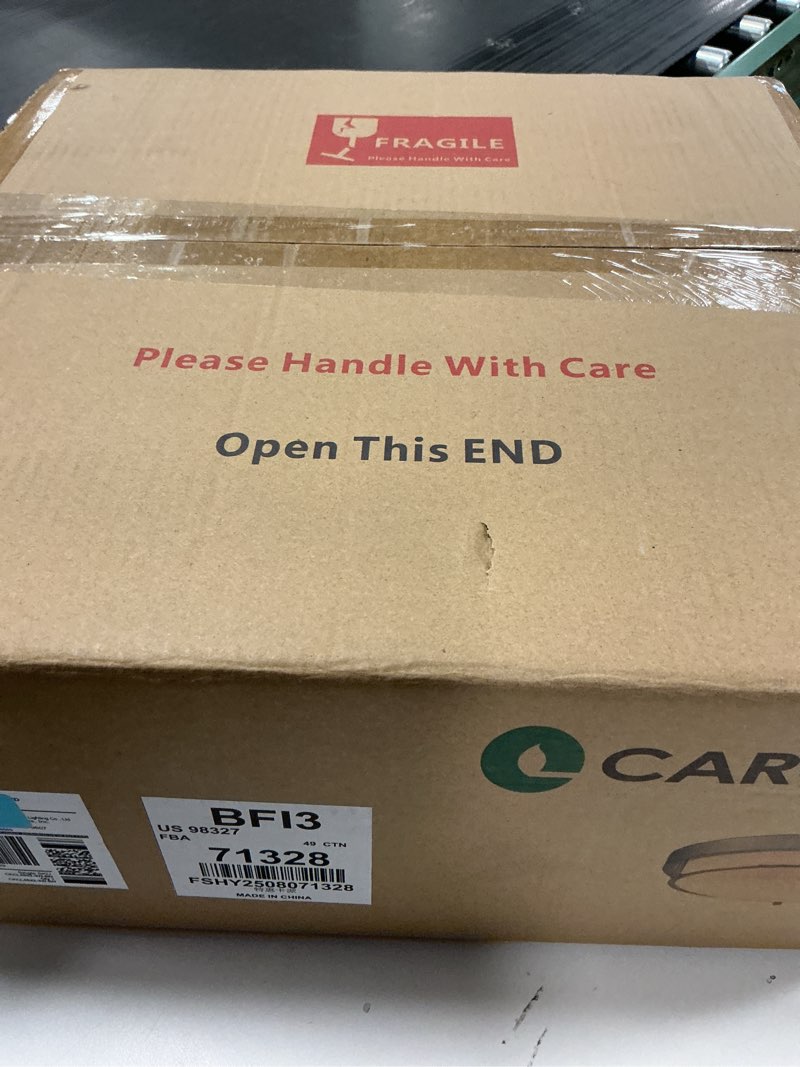 FRAGILE
Please Handle With Care
Please Handle With Care
Open This END
CAR
BFI3
US 98327
FBA
49 CTN
71328
FSHY2508071328
MADE IN CHINA